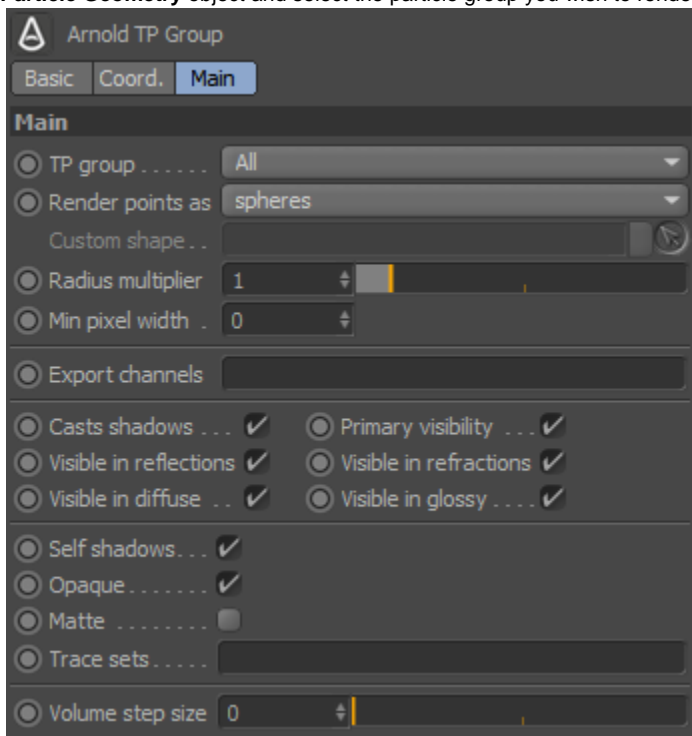 Particle Geometry object and select the particle group you wish to rende
Arnold TP Group
Basic Coord. Main
Main
TP group . . . . . . All
Render points as spheres
Custom shape . .
Radius multiplier 1
Min pixel width . 0
Export channels
Casts shadows . . . Primary visibility . . .
Visible in reflections Visible in refractions
Visible in diffuse . . Visible in glossy . . . .
Self shadows. . .
Opaque. . . . . . .
Matte . . . . . . . .
Trace sets . . . . .
Volume step size 0